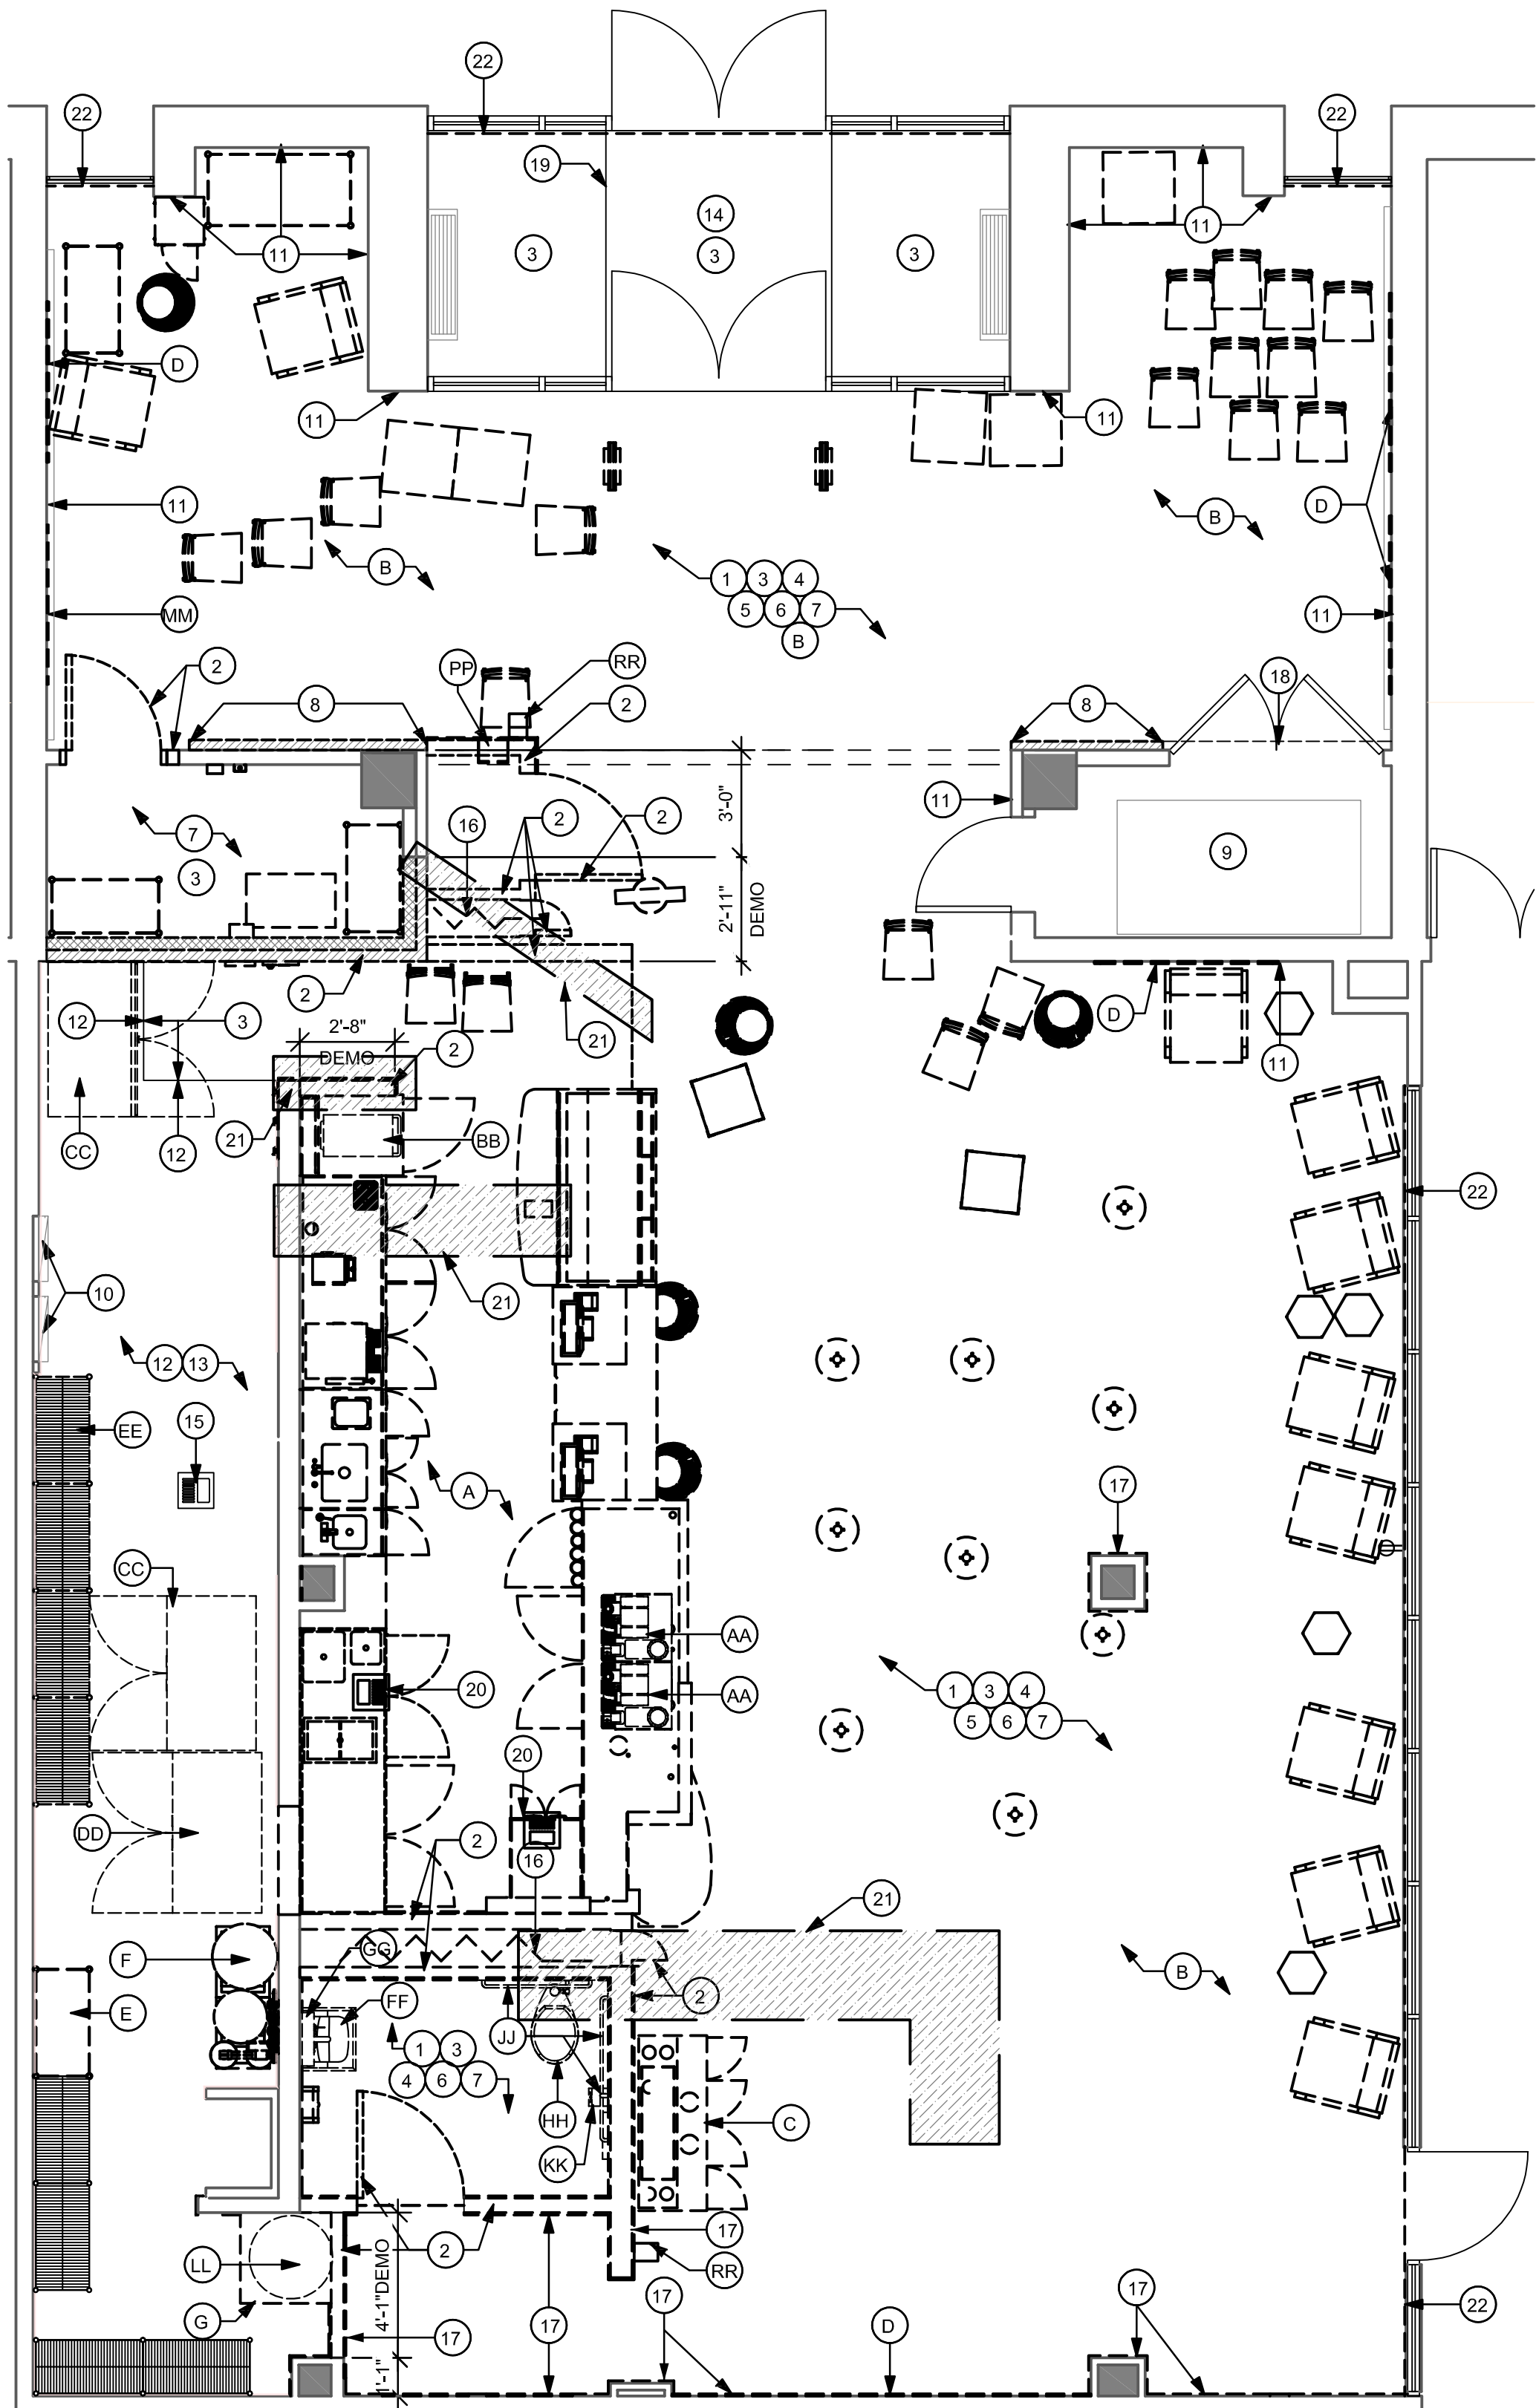 22
22
22
19
14
3
3
3
11
11
D
11
11
11
D
B
B
1 3 4
5 6 7
B
11
MM
2
PP
RR
8
2
18
8
3'-0"
11
16
2
2
7
3
9
2'-11"
DEMO
2
12
3
2'-8"
DEMO
2
21
D
11
CC
12
21
BB
22
10
21
12 13
15
EE
A
17
CC
AA
20
AA
1 3 4
5 6 7
20
DD
2
16
21
F
GG
B
E
FF
2
JJ
1 3
4 6 7
HH
KK
C
17
2
LL
RR
4'-1"DEMO
G
17
17
17
D
17
22
1'-1"